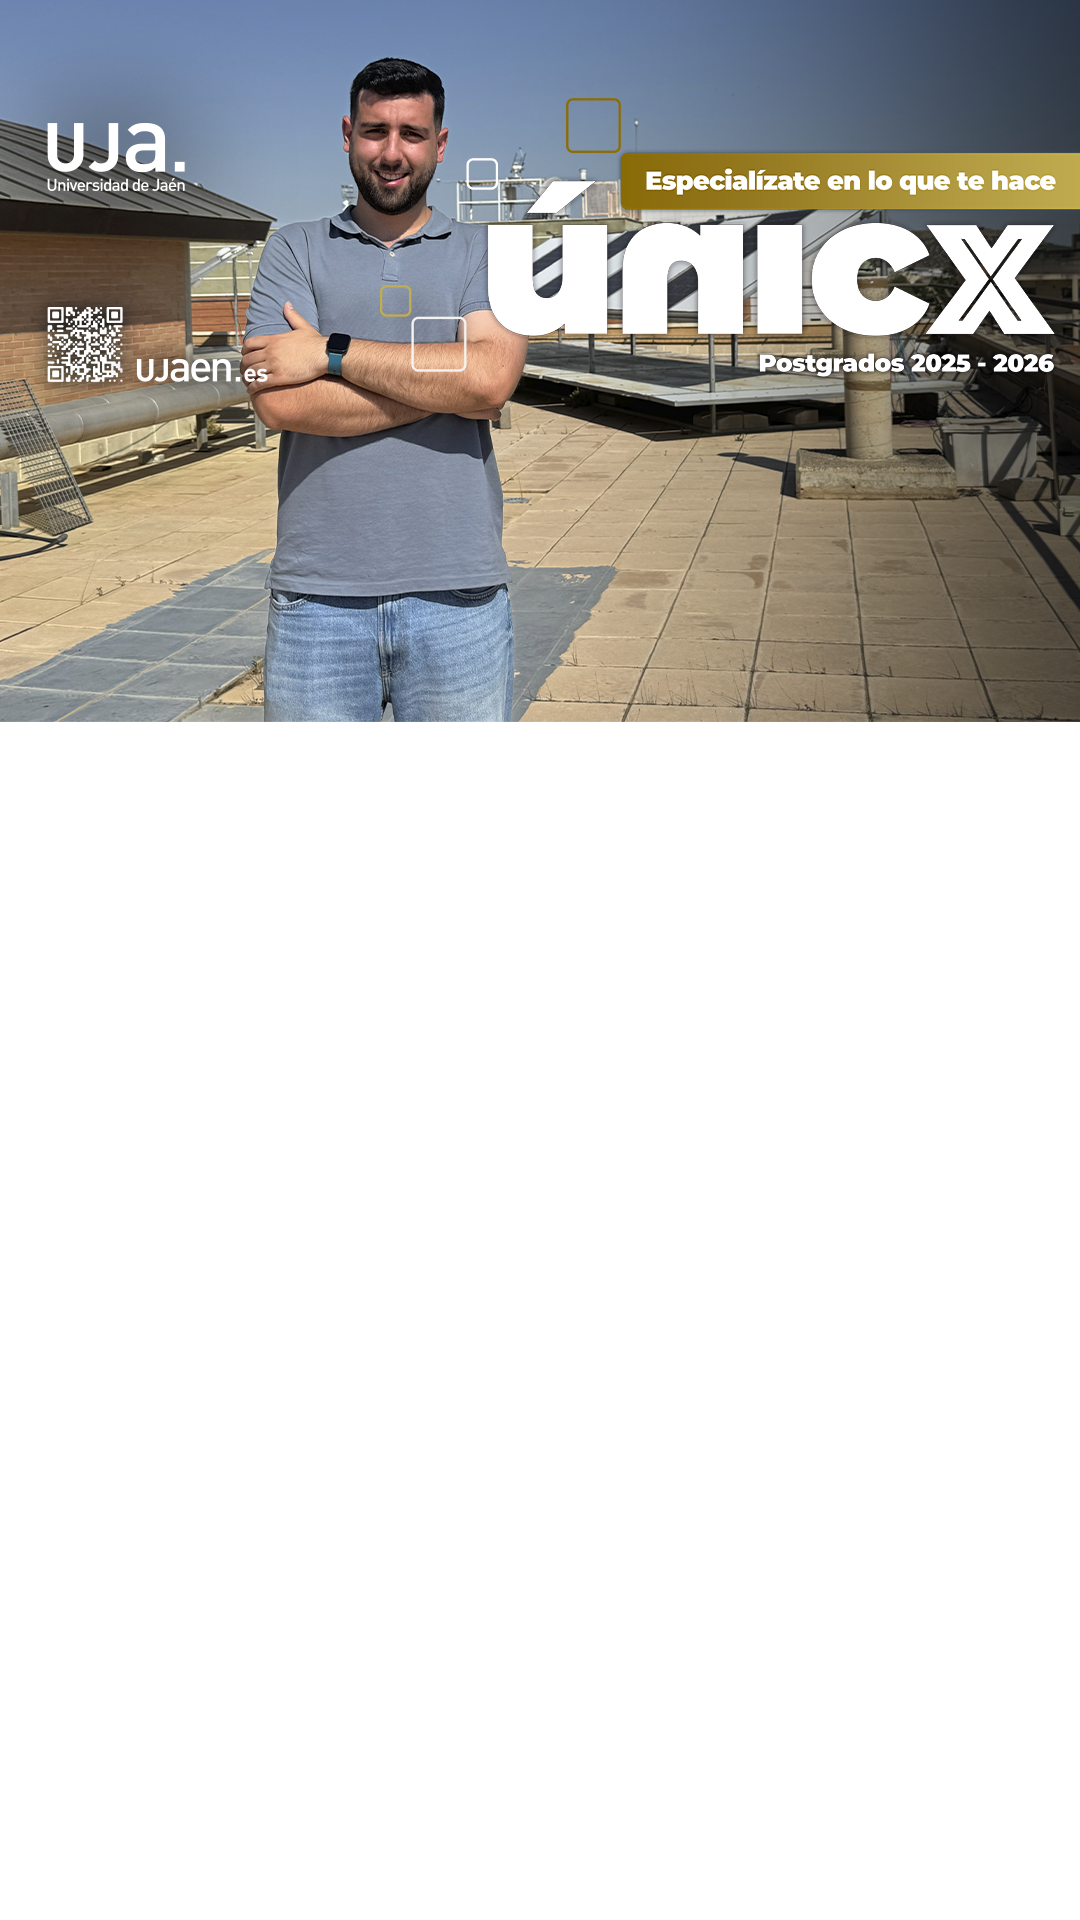 uja.
Universidad de Jaén
Especialízate en lo que te hace
únicx
Postgrados 2025 - 2026
ujaen.es